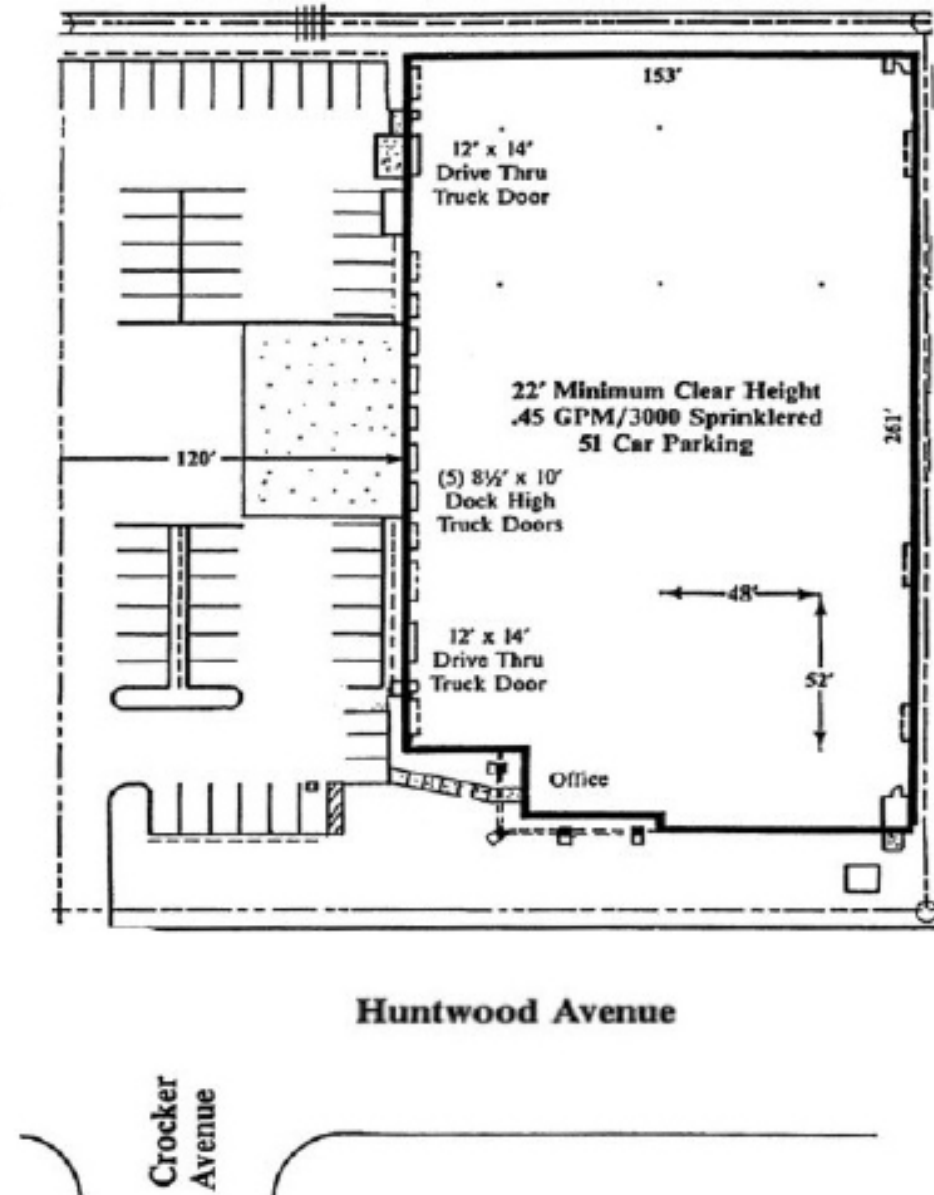 153'
12' x 14'
Drive Thru
Truck Door
22' Minimum Clear Height
.45 GPM/3000 Sprinklered
51 Car Parking
261'
120'
(5) 8½' x 10'
Dock High
Truck Doors
48'
12' x 14'
Drive Thru
Truck Door
52'
Office
Huntwood Avenue
Crocker
Avenue